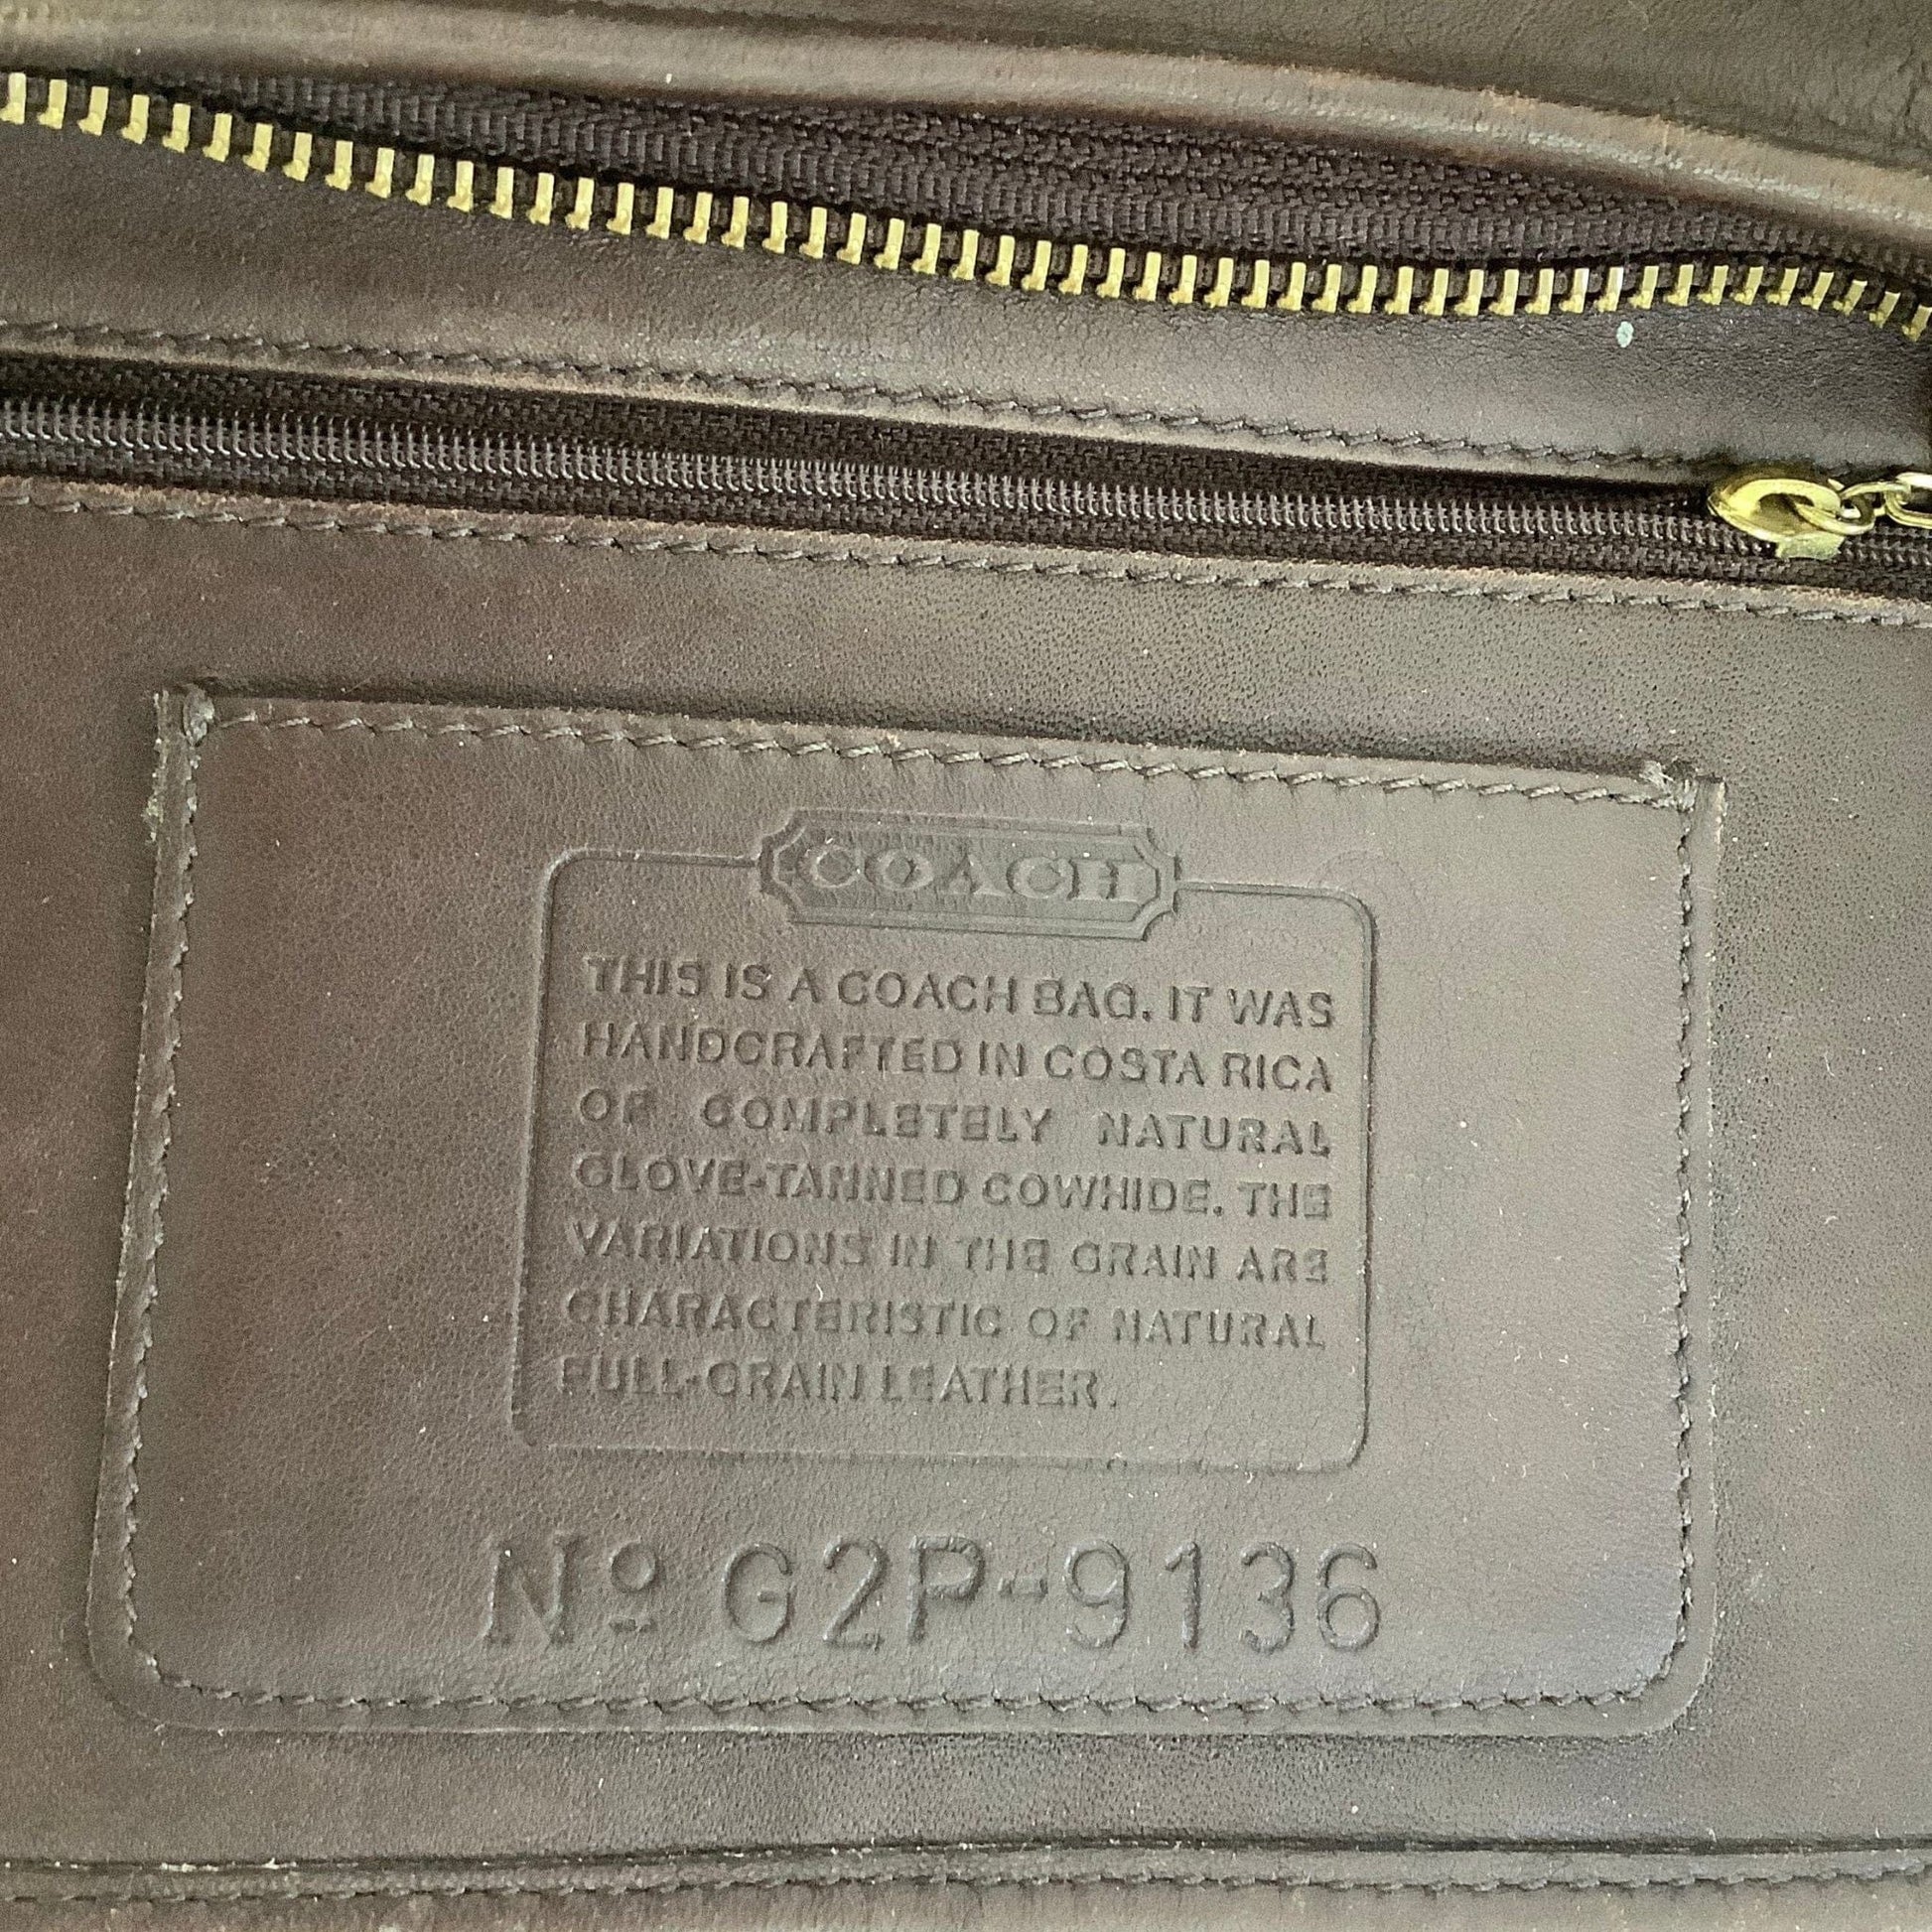 COACH
THIS IS A COACH BAG. IT WAS
HANDCRAFTED IN COSTA RICA
OF COMPLETELY NATURAL
GLOVE-TANNED COWHIDE. THE
VARIATIONS IN THE GRAIN ARE
CHARACTERISTIC OF NATURAL
FULL-GRAIN LEATHER.
Nº G2P-9136